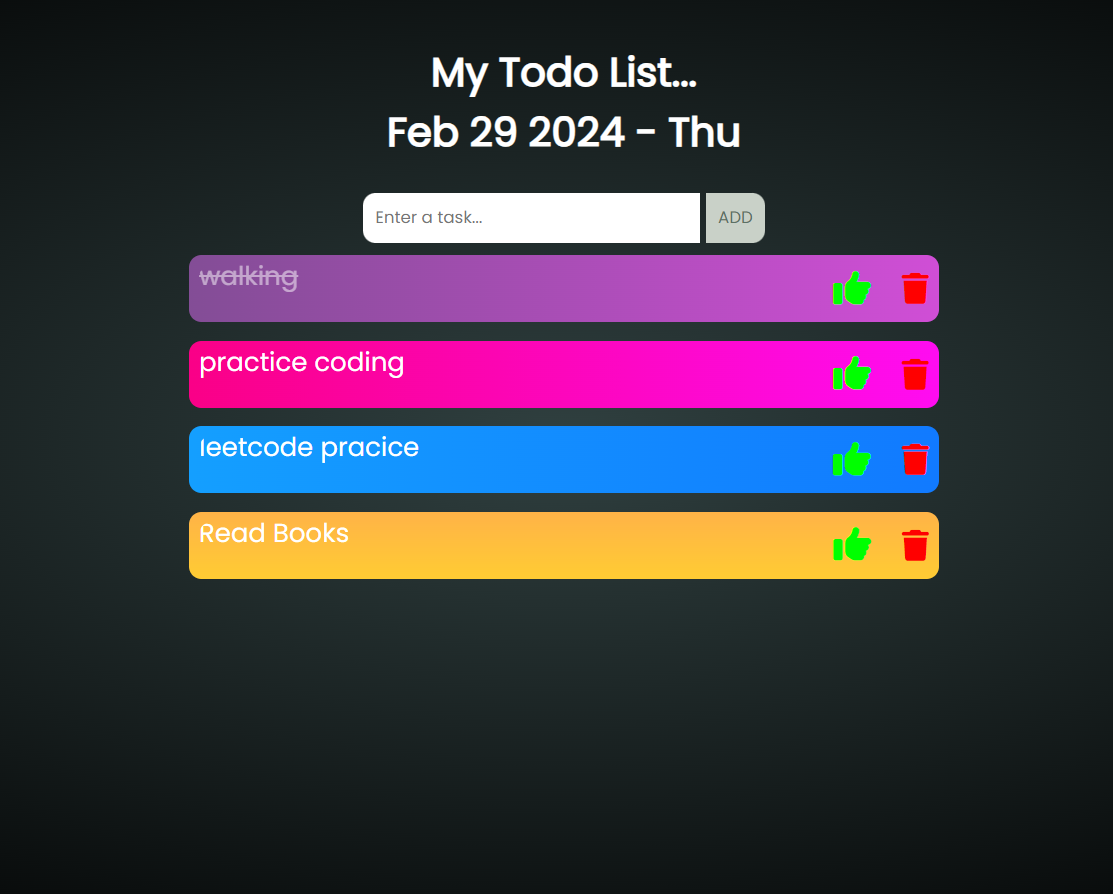 My Todo List...
Feb 29 2024 - Thu
Enter a task...
ADD
walking
practice coding
leetcode pracice
Read Books